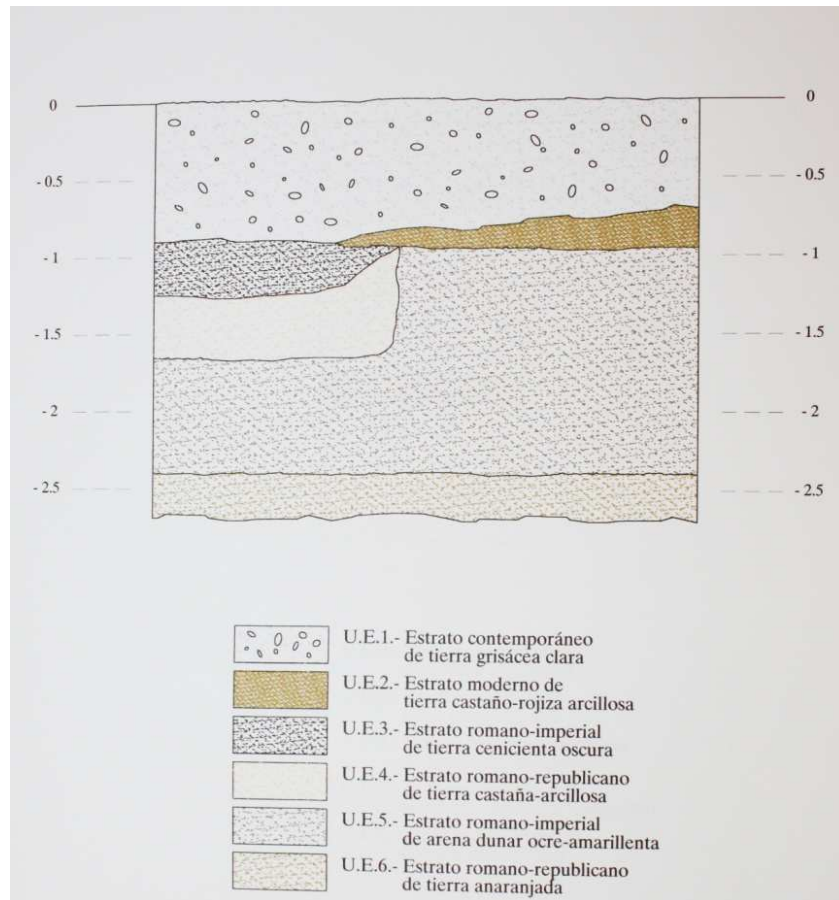 0 0
- 0.5 - 0.5
- 1 - 1
- 1.5 - 1.5
- 2 - 2
- 2.5 - 2.5
U.E.1.- Estrato contemporáneo
de tierra grisácea clara
U.E.2.- Estrato moderno de
tierra castaño-rojiza arcillosa
U.E.3.- Estrato romano-imperial
de tierra cenicienta oscura
U.E.4.- Estrato romano-republicano
de tierra castaña-arcillosa
U.E.5.- Estrato romano-imperial
de arena dunar ocre-amarillenta
U.E.6.- Estrato romano-republicano
de tierra anaranjada